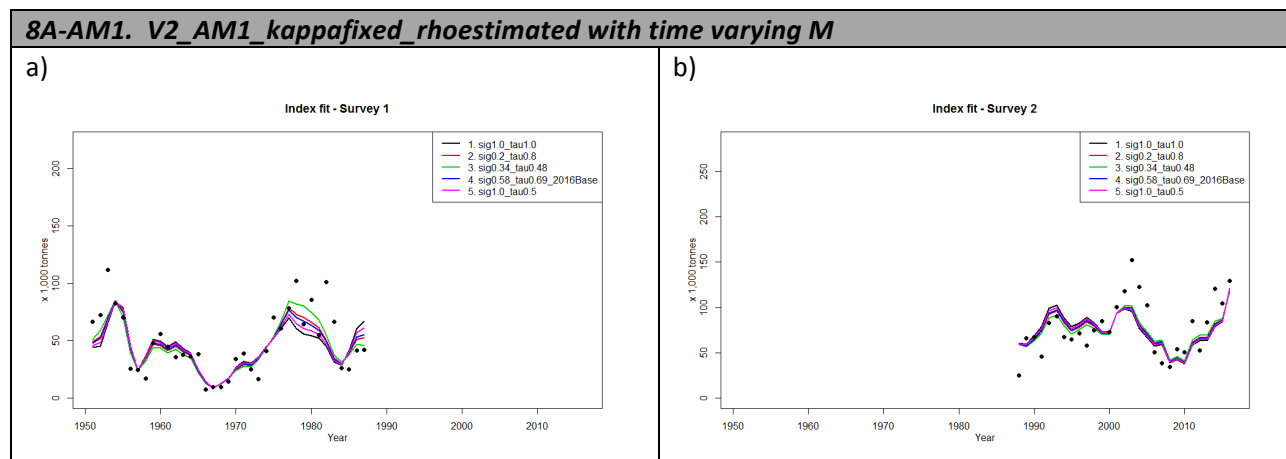 8A-AM1. V2_AM1_kappafixed_rhoestimated with time varying M
a)
Index fit - Survey 1
1. sig1.0_tau1.0
2. sig0.2_tau0.8
3. sig0.34_tau0.48
4. sig0.58_tau0.69_2016Base
5. sig1.0_tau0.5
x 1,000 tonnes
200
150
100
50
0
1950 1960 1970 1980 1990 2000 2010
Year
b)
Index fit - Survey 2
1. sig1.0_tau1.0
2. sig0.2_tau0.8
3. sig0.34_tau0.48
4. sig0.58_tau0.69_2016Base
5. sig1.0_tau0.5
x 1,000 tonnes
250
200
150
100
50
0
1950 1960 1970 1980 1990 2000 2010
Year